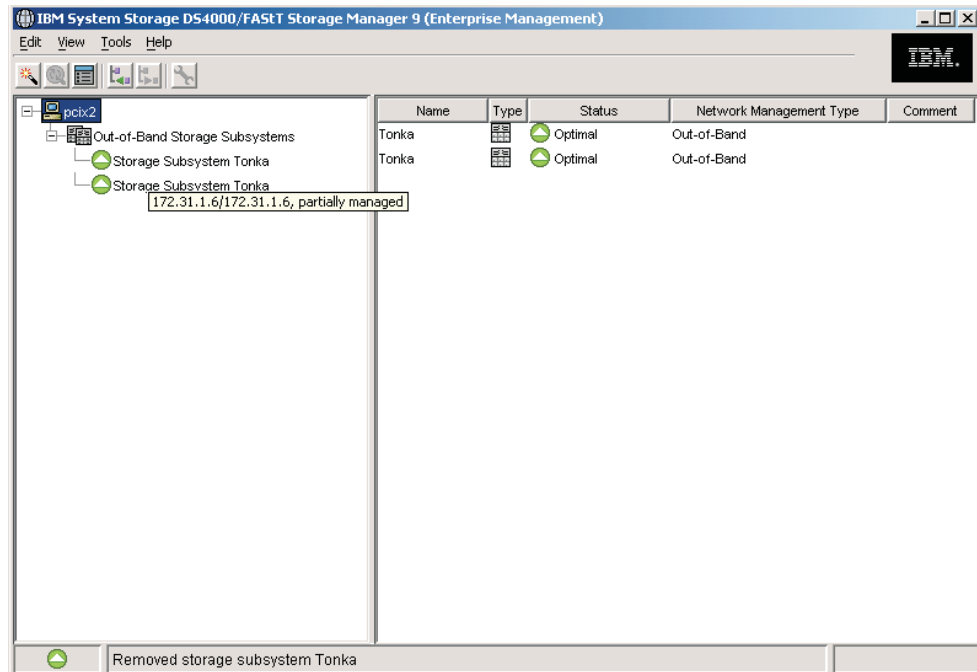 IBM System Storage DS4000/FAStT Storage Manager 9 (Enterprise Management)
Edit View Tools Help
IBM.
pcix2
Out-of-Band Storage Subsystems
Storage Subsystem Tonka
Storage Subsystem Tonka
172.31.1.6/172.31.1.6, partially managed
Name Type Status Network Management Type Comment
Tonka Optimal Out-of-Band
Tonka Optimal Out-of-Band
Removed storage subsystem Tonka